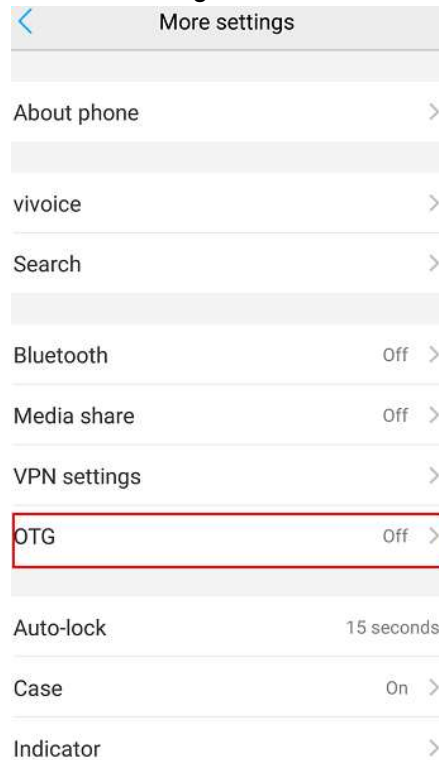 More settings
About phone
vivoice
Search
Bluetooth Off
Media share Off
VPN settings
OTG Off
Auto-lock 15 seconds
Case On
Indicator